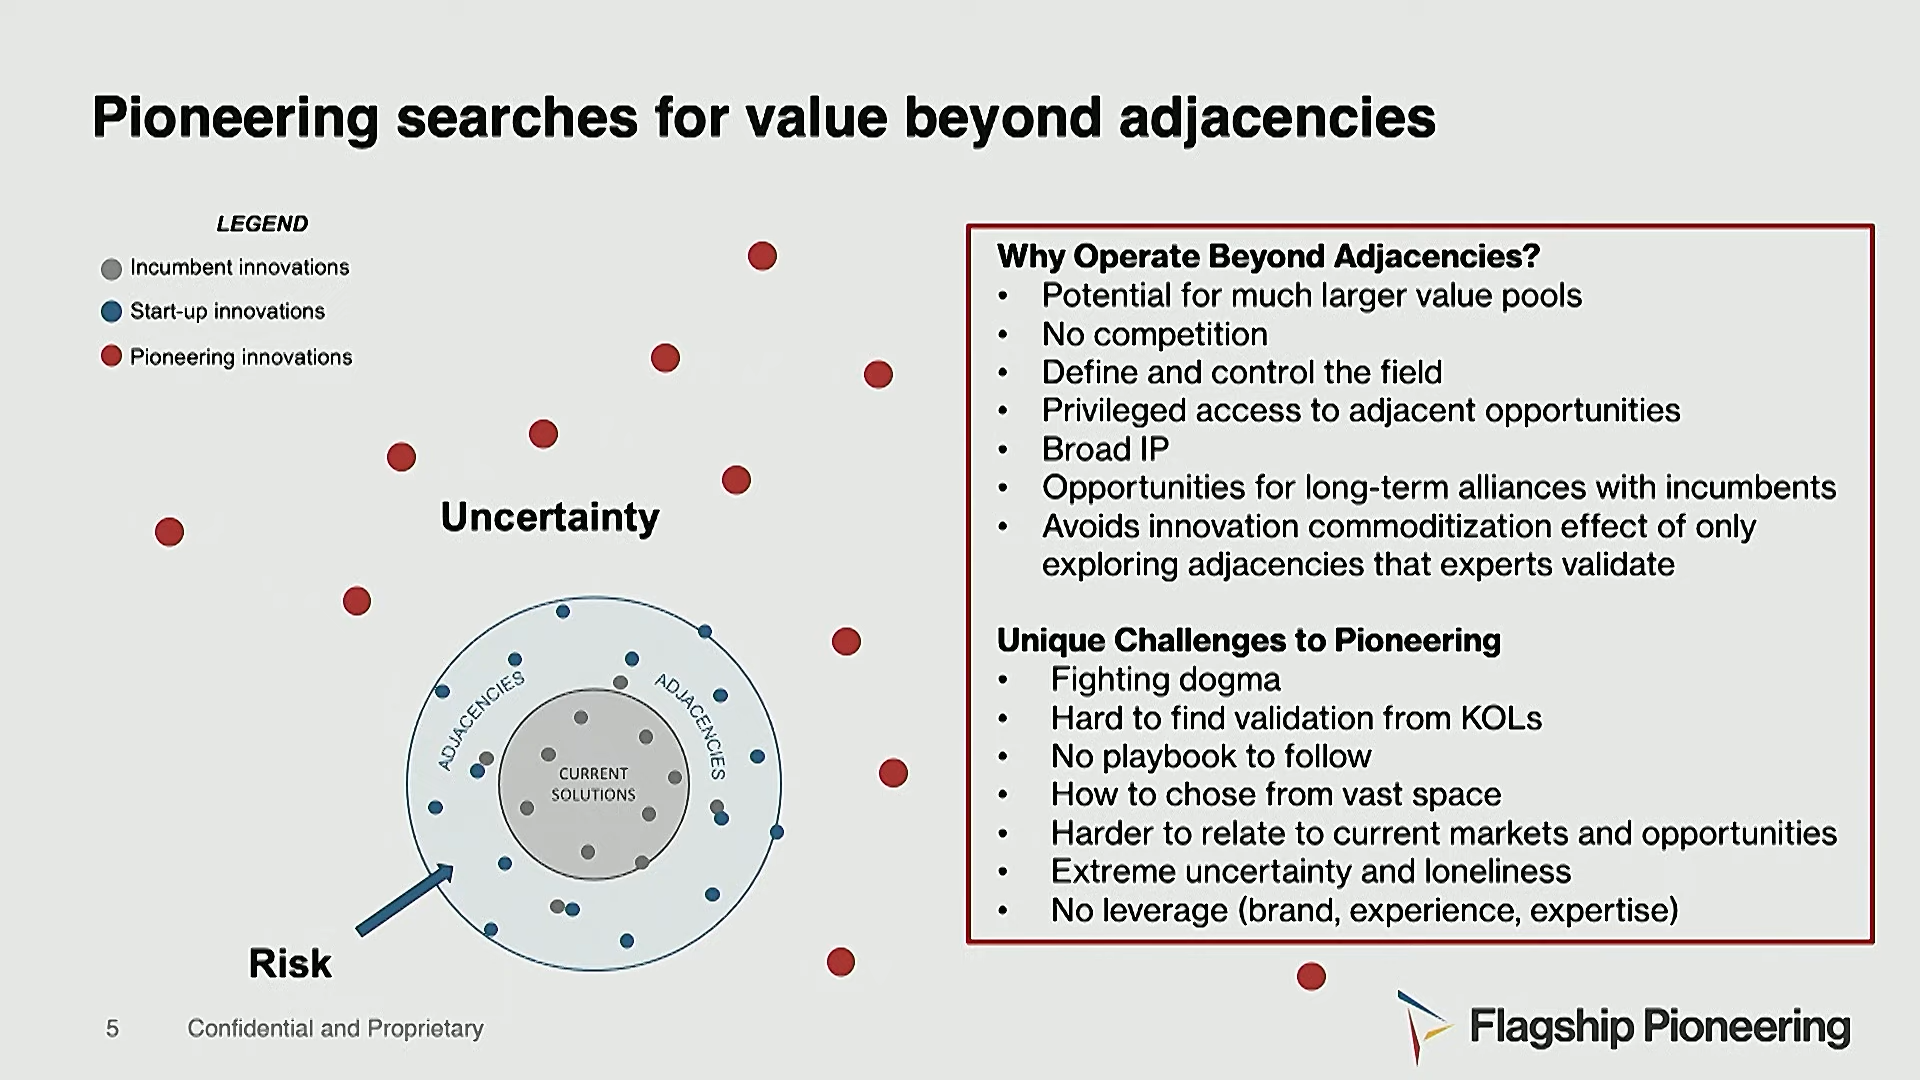 Pioneering searches for value beyond adjacencies
LEGEND
Incumbent innovations
Start-up innovations
Pioneering innovations
Uncertainty
ADJACENCIES
ADJACENCIES
CURRENT
SOLUTIONS
Risk
Why Operate Beyond Adjacencies?
• Potential for much larger value pools
• No competition
• Define and control the field
• Privileged access to adjacent opportunities
• Broad IP
• Opportunities for long-term alliances with incumbents
• Avoids innovation commoditization effect of only
exploring adjacencies that experts validate
Unique Challenges to Pioneering
• Fighting dogma
• Hard to find validation from KOLs
• No playbook to follow
• How to chose from vast space
• Harder to relate to current markets and opportunities
• Extreme uncertainty and loneliness
• No leverage (brand, experience, expertise)
5 Confidential and Proprietary
Flagship Pioneering